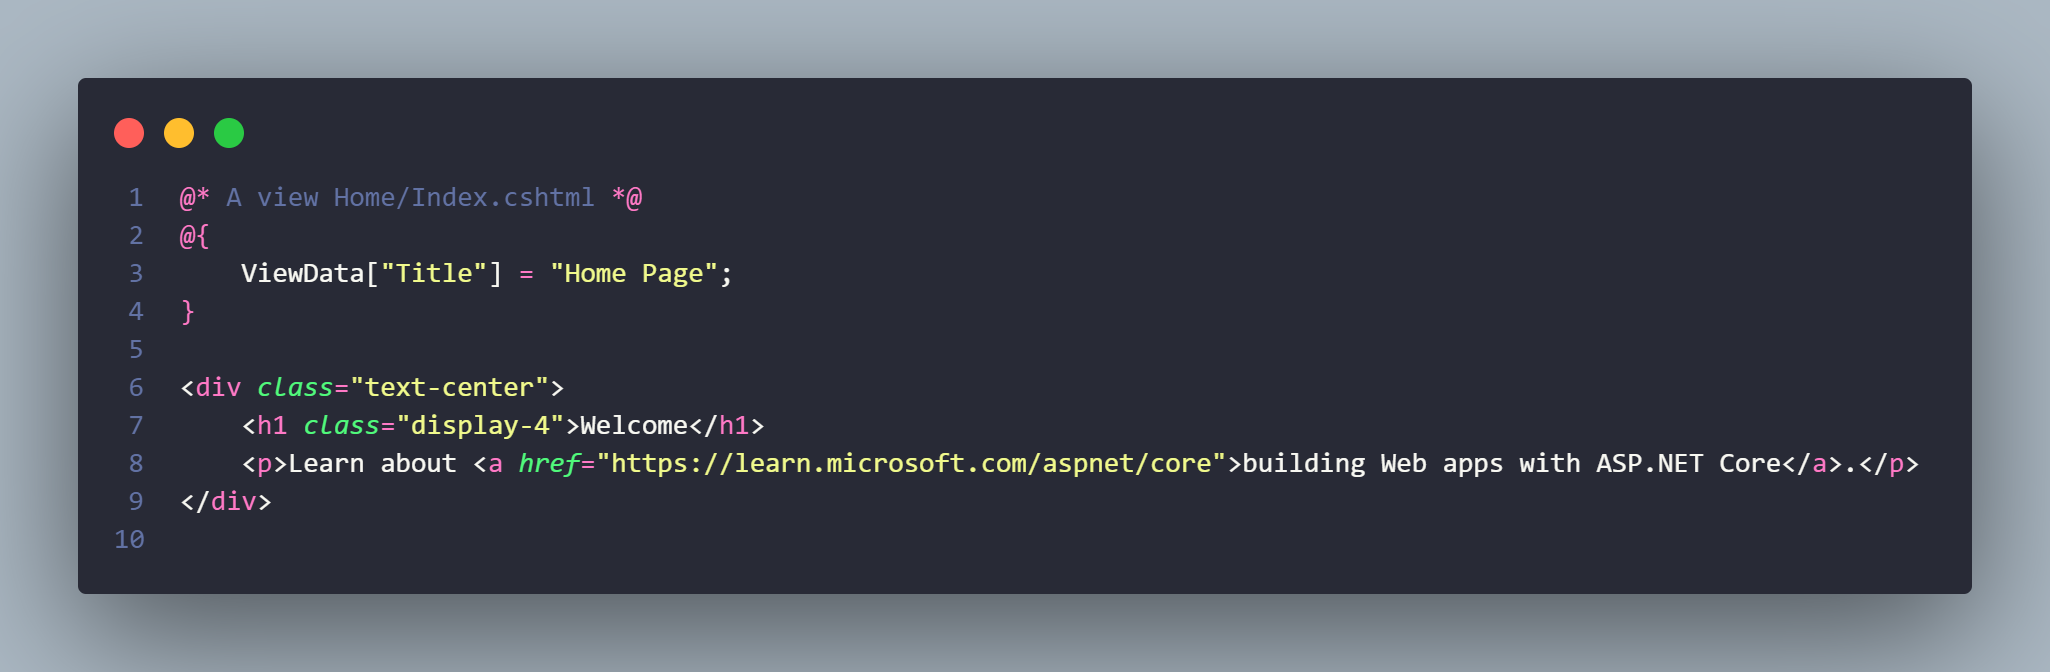 1 @* A view Home/Index.cshtml *@
2 @{
3     ViewData["Title"] = "Home Page";
4 }
5
6 <div class="text-center">
7     <h1 class="display-4">Welcome</h1>
8     <p>Learn about <a href="https://learn.microsoft.com/aspnet/core">building Web apps with ASP.NET Core</a>.</p>
9 </div>
10